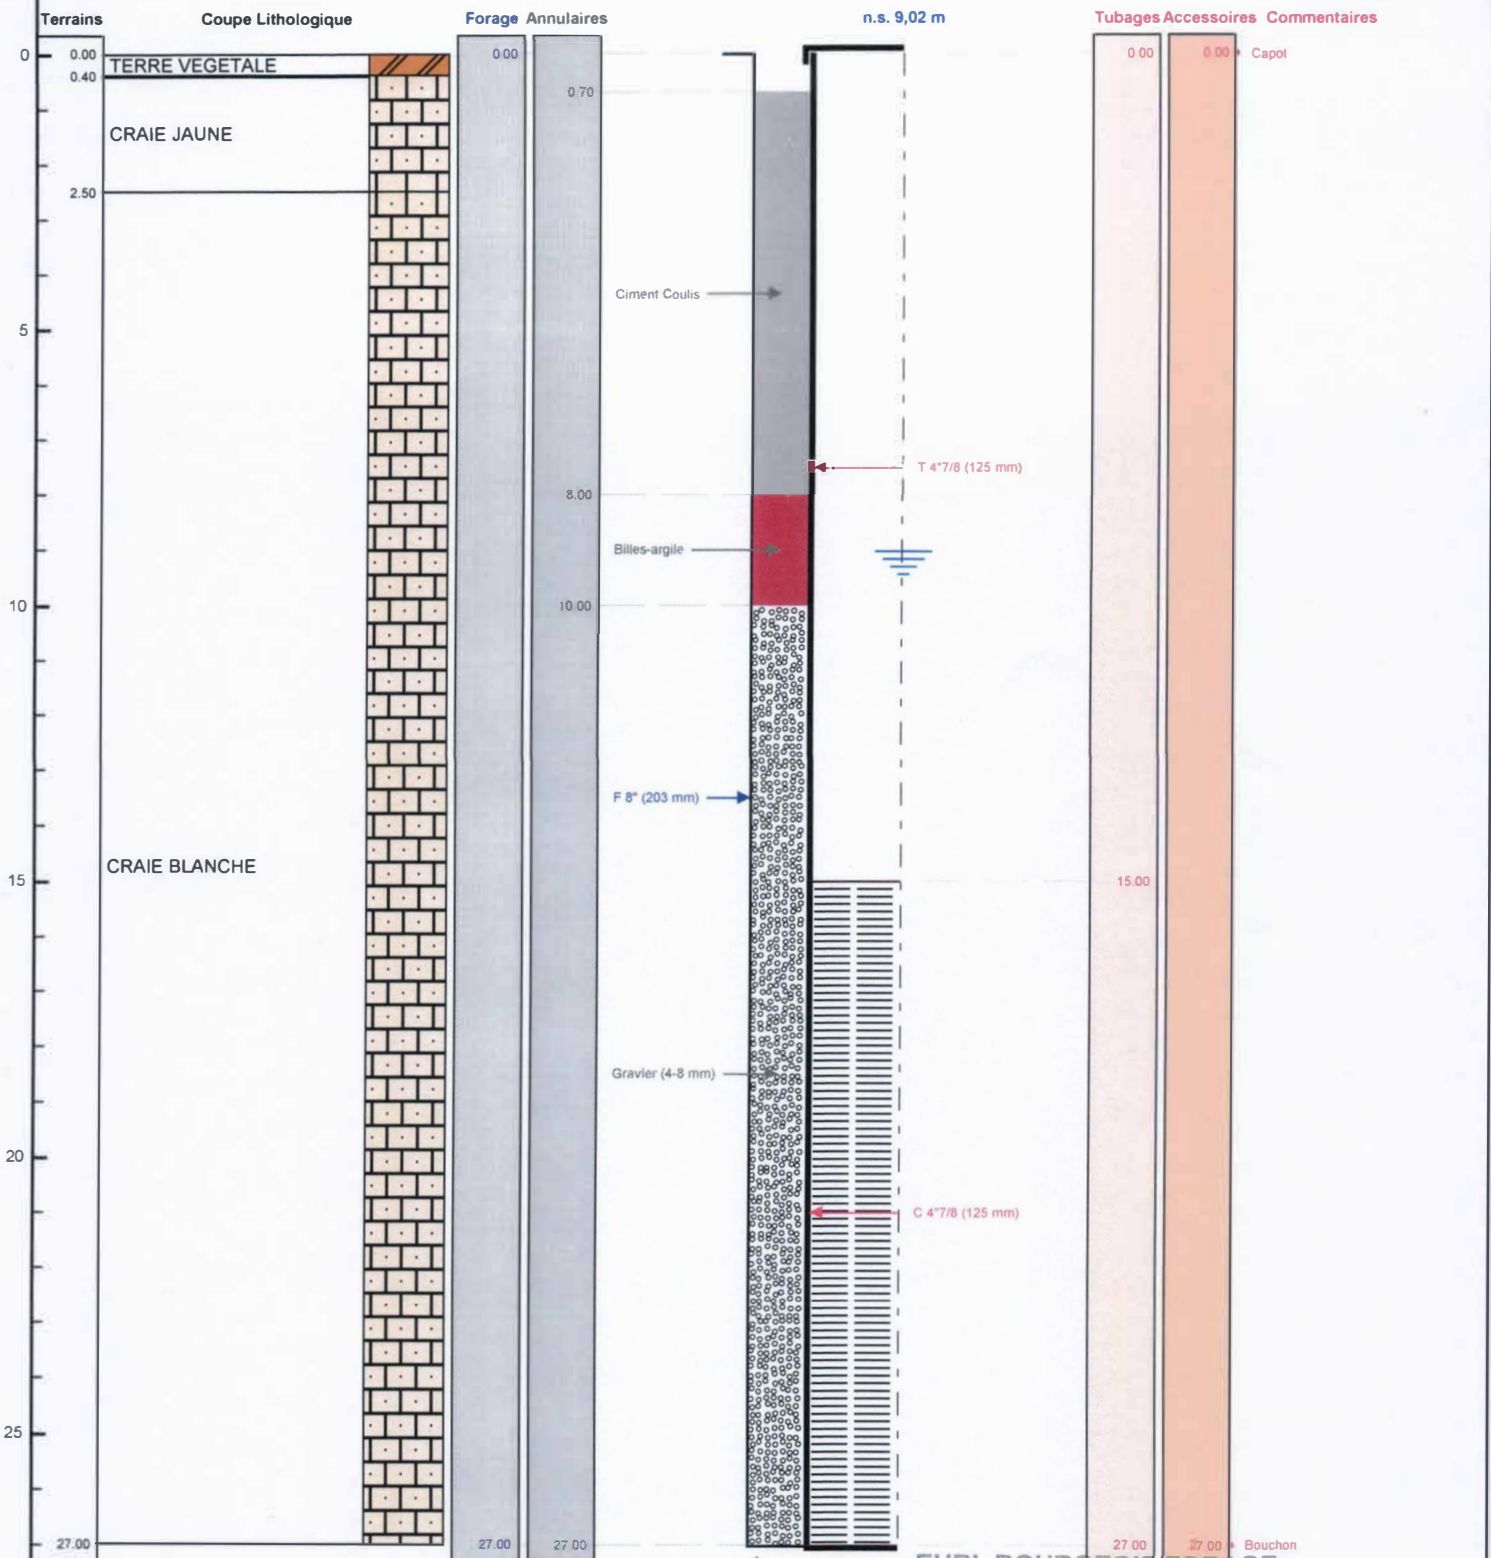 Terrains Coupe Lithologique Forage Annulaires n.s. 9,02 m Tubages Accessoires Commentaires
0 0.00 TERRE VEGETALE 0.00 0.00 0.00 Capot
0.40
0.70
CRAIE JAUNE
2.50
Ciment Coulis
5
T 4"7/8 (125 mm)
8.00
Billes-argile
10 10.00
F 8" (203 mm)
CRAIE BLANCHE
15 15.00
Gravier (4-8 mm)
20
C 4"7/8 (125 mm)
25
27.00 27.00 27.00 27.00 27.00 Bouchon